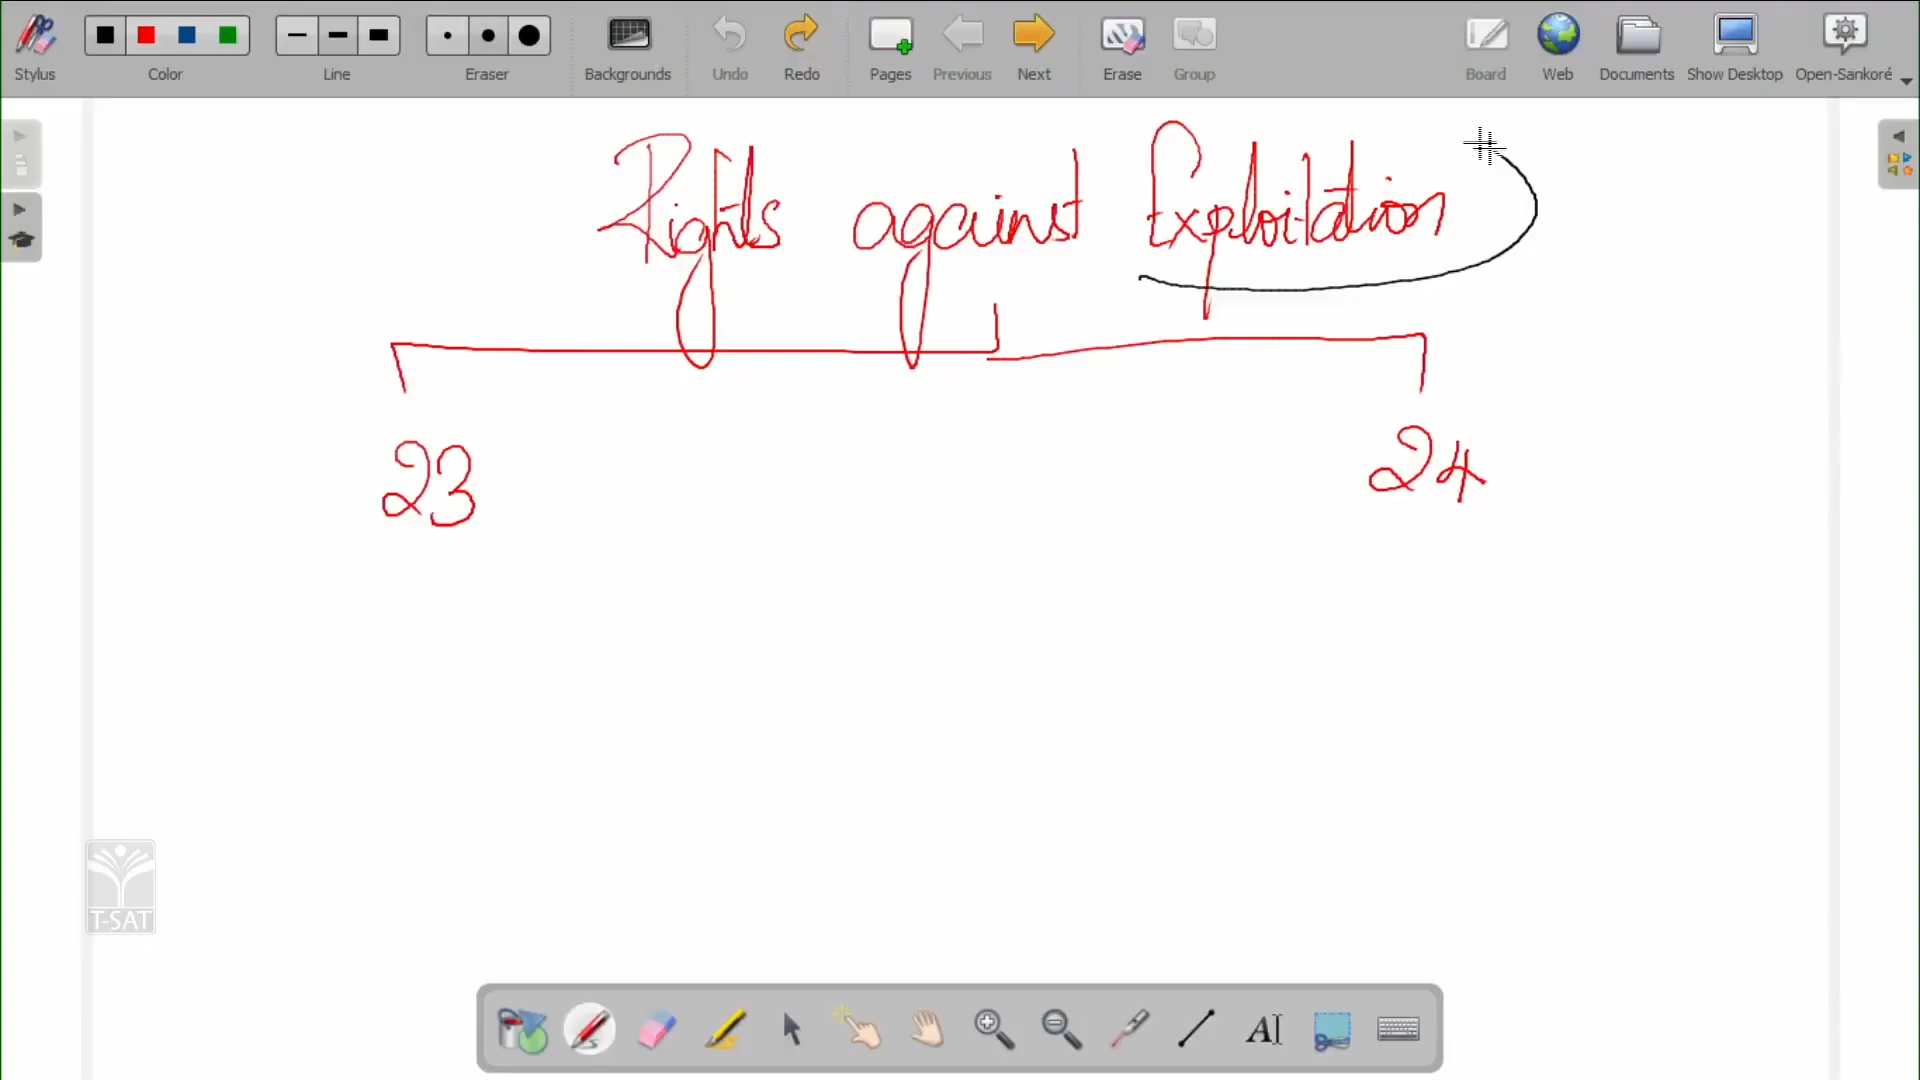 Stylus Color Line Eraser Backgrounds Undo Redo Pages Previous Next Erase Group Board Web Documents Show Desktop Open-Sankoré
Rights against Exploitation
23 24
T-SAT
AI